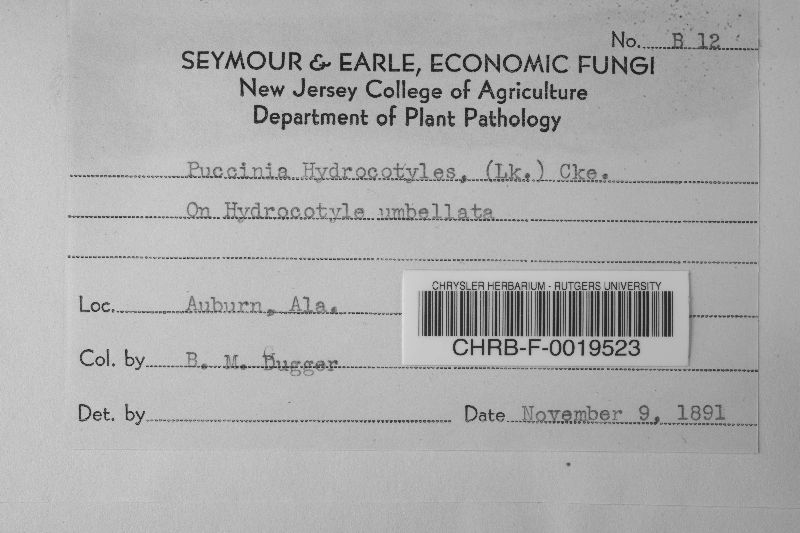 No. B 12
SEYMOUR & EARLE, ECONOMIC FUNGI
New Jersey College of Agriculture
Department of Plant Pathology
Puccinia Hydrocotyles, (Lk.) Cke.
On Hydrocotyle umbellata
Loc. Auburn, Ala.
CHRYSLER HERBARIUM - RUTGERS UNIVERSITY
CHRB-F-0019523
Col. by B. M. Dugger
Det. by
Date November 9, 1891